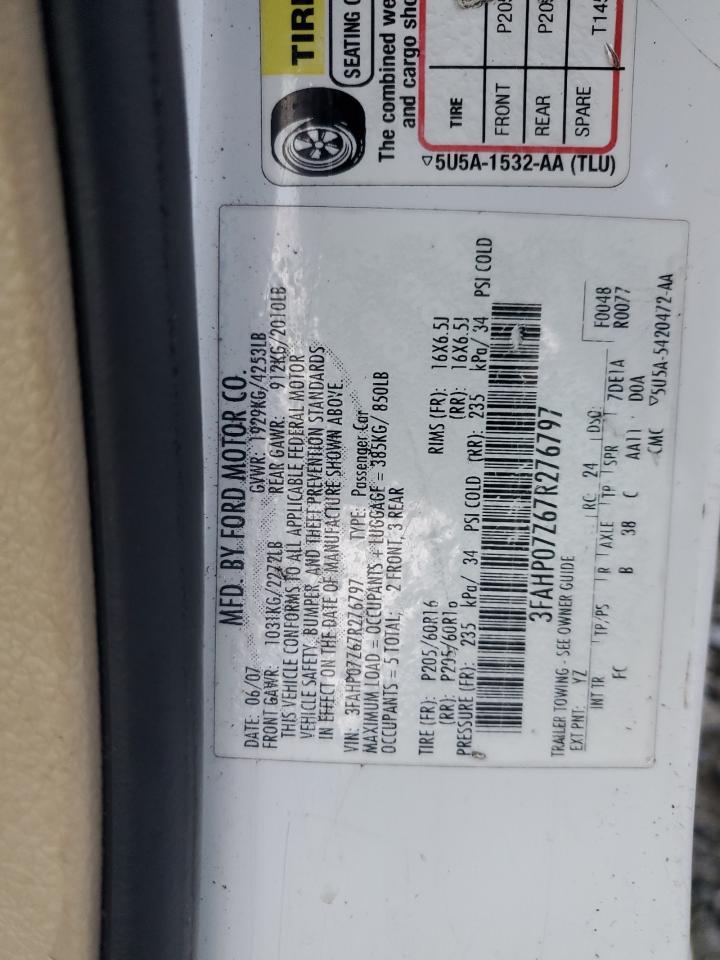 TIRE
SEATING
The combined
and cargo
TIRE
FRONT
REAR
SPARE
5U5A-1532-AA (TLU)
MFD. BY FORD MOTOR CO.
DATE: 06/07 GVWR: 1929KG/4253LB
FRONT GAWR: 1031KG/2272LB REAR GAWR: 912KG/2010LB
THIS VEHICLE CONFORMS TO ALL APPLICABLE FEDERAL MOTOR
VEHICLE SAFETY, BUMPER, AND THEFT PREVENTION STANDARDS
IN EFFECT ON THE DATE OF MANUFACTURE SHOWN ABOVE.
VIN: 3FAHP07Z67R276797 TYPE: Passenger Car
MAXIMUM LOAD = OCCUPANTS + LUGGAGE = 385KG/ 850LB
OCCUPANTS = 5 TOTAL, 2 FRONT, 3 REAR
TIRE (FR): P205/60R16 RIMS (FR): 16X6.5J
(RR): P205/60R16 (RR): 16X6.5J
PRESSURE (FR): 235 kPa/ 34 PSI COLD (RR): 235 kPa/ 34 PSI COLD
3FAHP07Z67R276797
TRAILER TOWING - SEE OWNER GUIDE
EXT PNT: YZ RC: 24 DSO: F0048
INT TR TP/PS R AXLE TP SPR 7DE1A R0077
FC B 38 C AA11 DOA
CMC 5U5A-5420472-AA